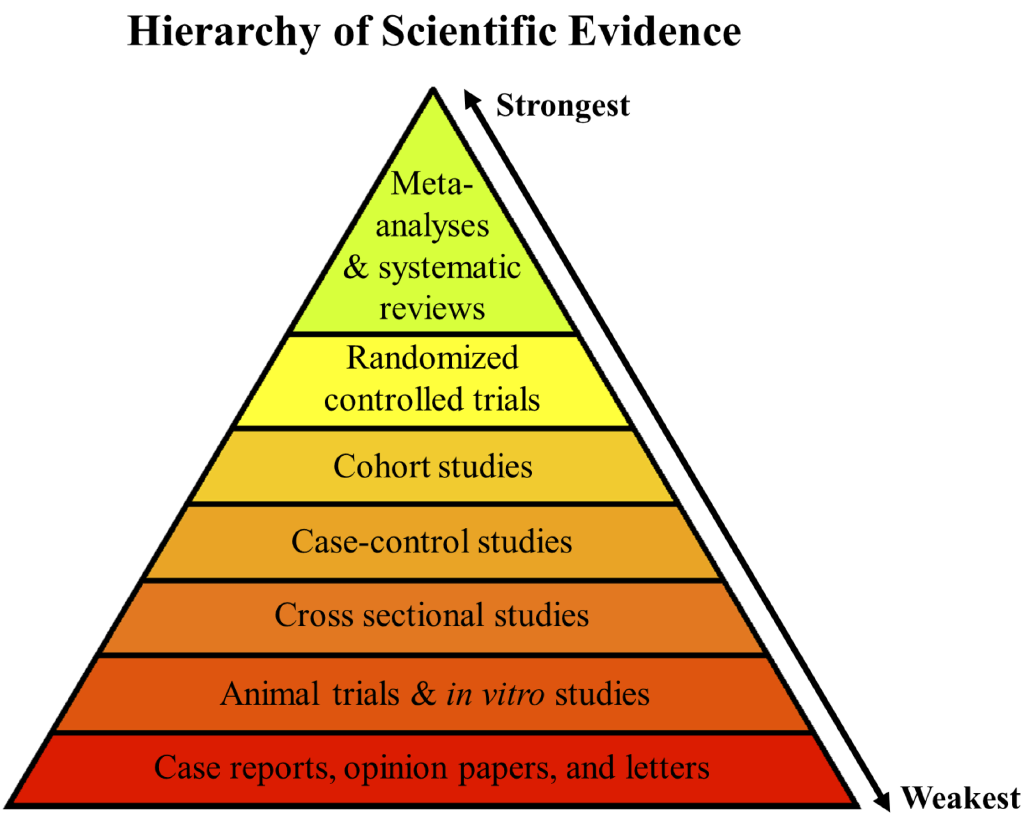 Hierarchy of Scientific Evidence
Strongest
Meta-
analyses
& systematic
reviews
Randomized
controlled trials
Cohort studies
Case-control studies
Cross sectional studies
Animal trials & in vitro studies
Case reports, opinion papers, and letters
Weakest